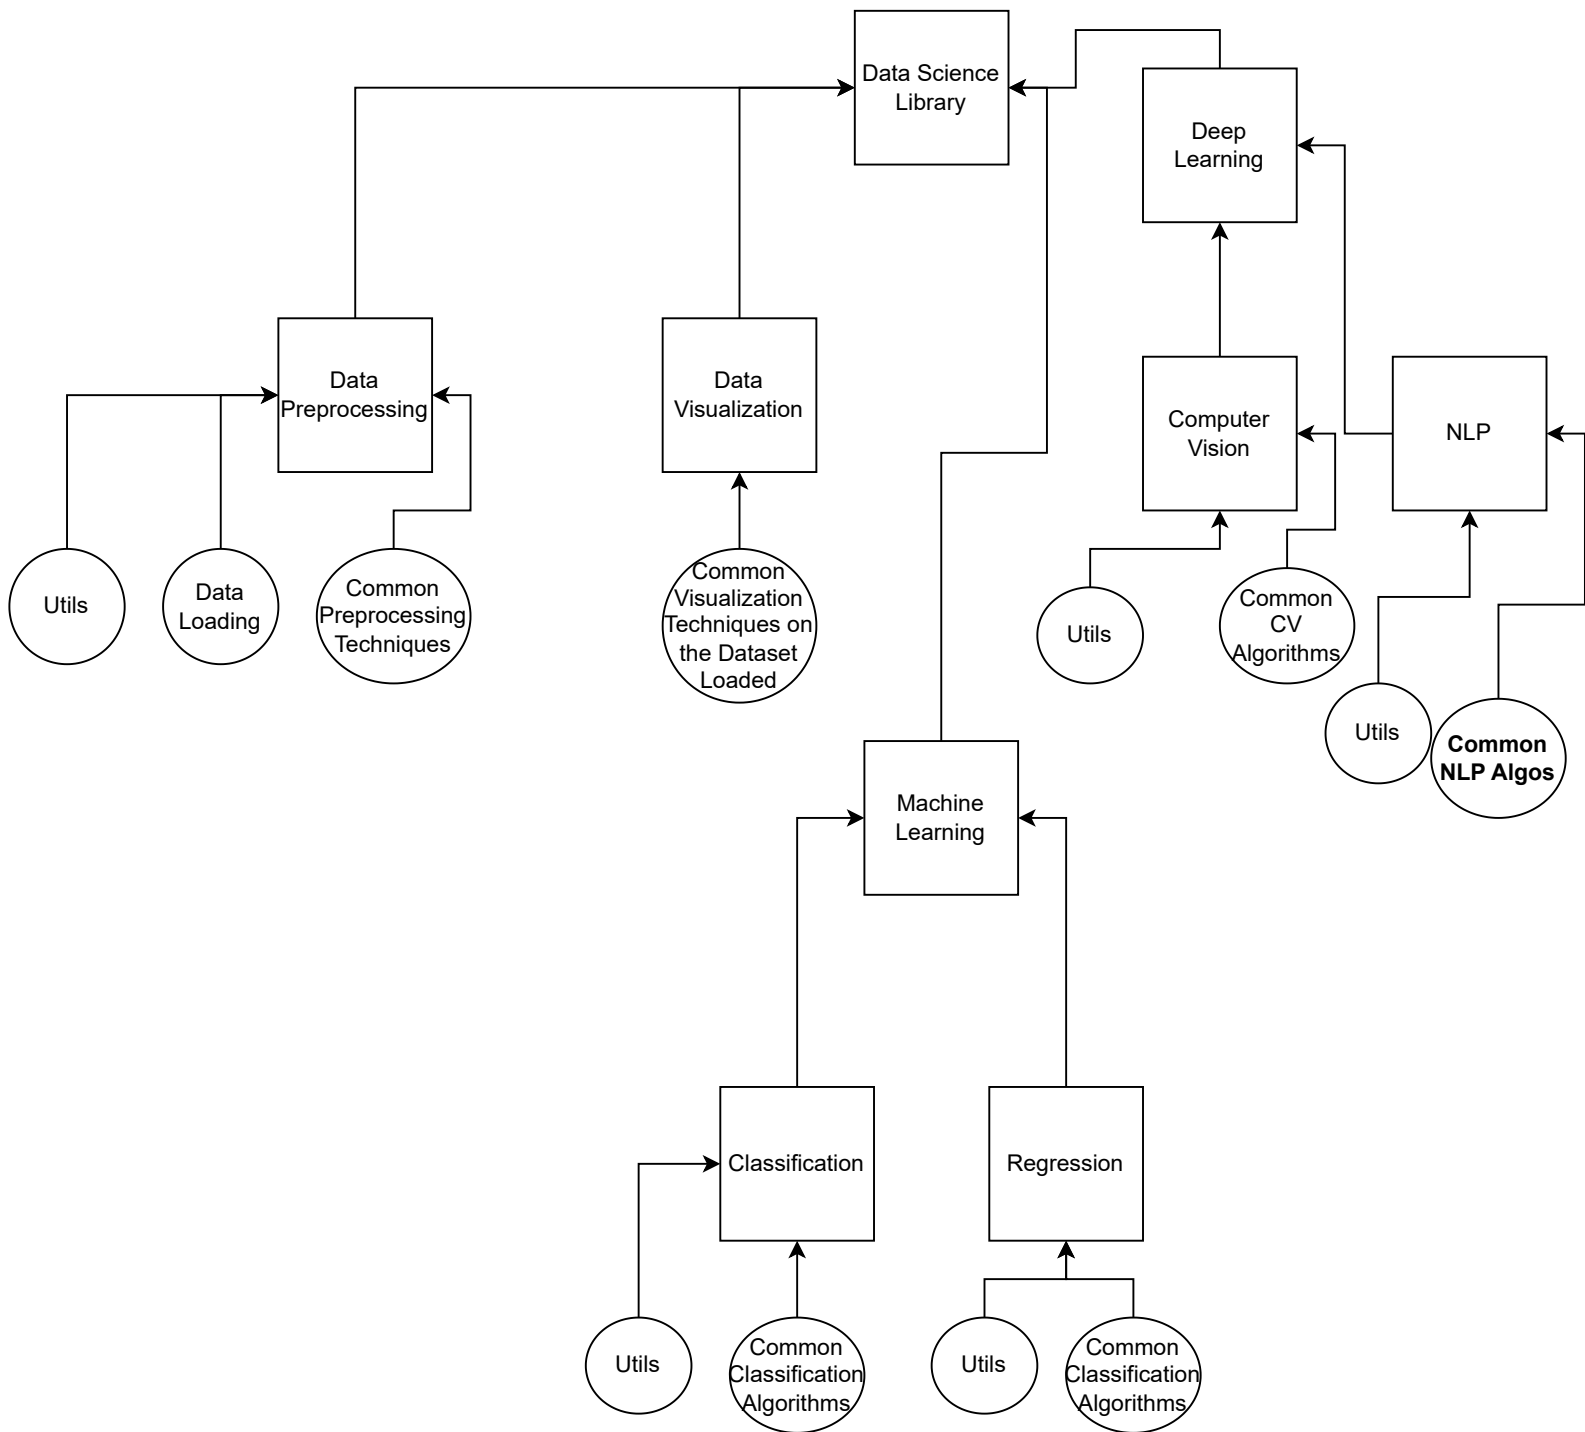 Data Science
Library
Deep
Learning
Data
Preprocessing
Data
Visualization
Computer
Vision
NLP
Utils
Data
Loading
Common
Preprocessing
Techniques
Common
Visualization
Techniques on
the Dataset
Loaded
Utils
Common
CV
Algorithms
Utils
Common
NLP Algos
Machine
Learning
Classification
Regression
Utils
Common
Classification
Algorithms
Utils
Common
Classification
Algorithms